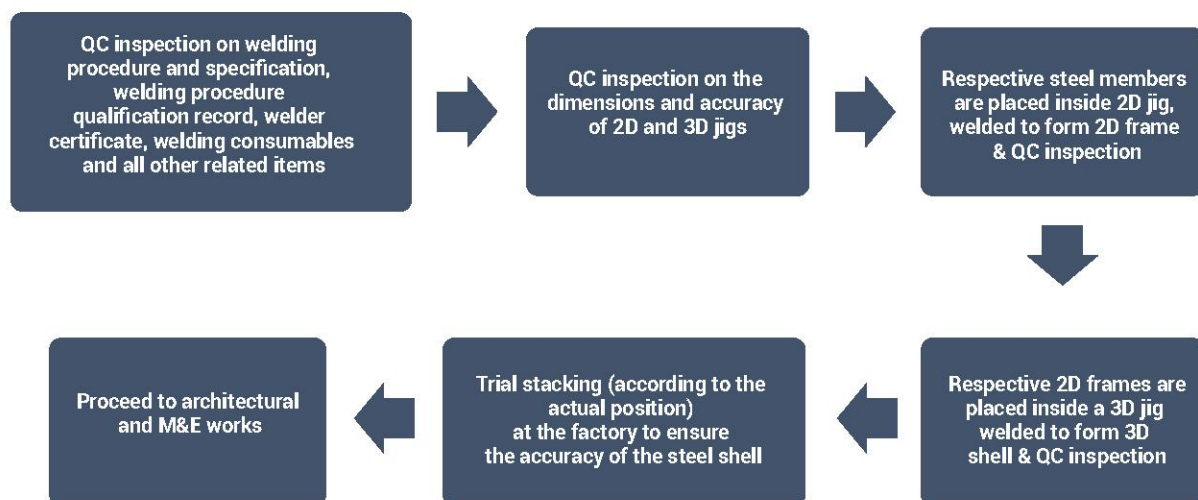 QC inspection on welding
procedure and specification,
welding procedure
qualification record, welder
certificate, welding consumables
and all other related items
QC inspection on the
dimensions and accuracy
of 2D and 3D jigs
Respective steel members
are placed inside 2D jig,
welded to form 2D frame
& QC inspection
Respective 2D frames are
placed inside a 3D jig
welded to form 3D
shell & QC inspection
Trial stacking (according to the
actual position)
at the factory to ensure
the accuracy of the steel shell
Proceed to architectural
and M&E works